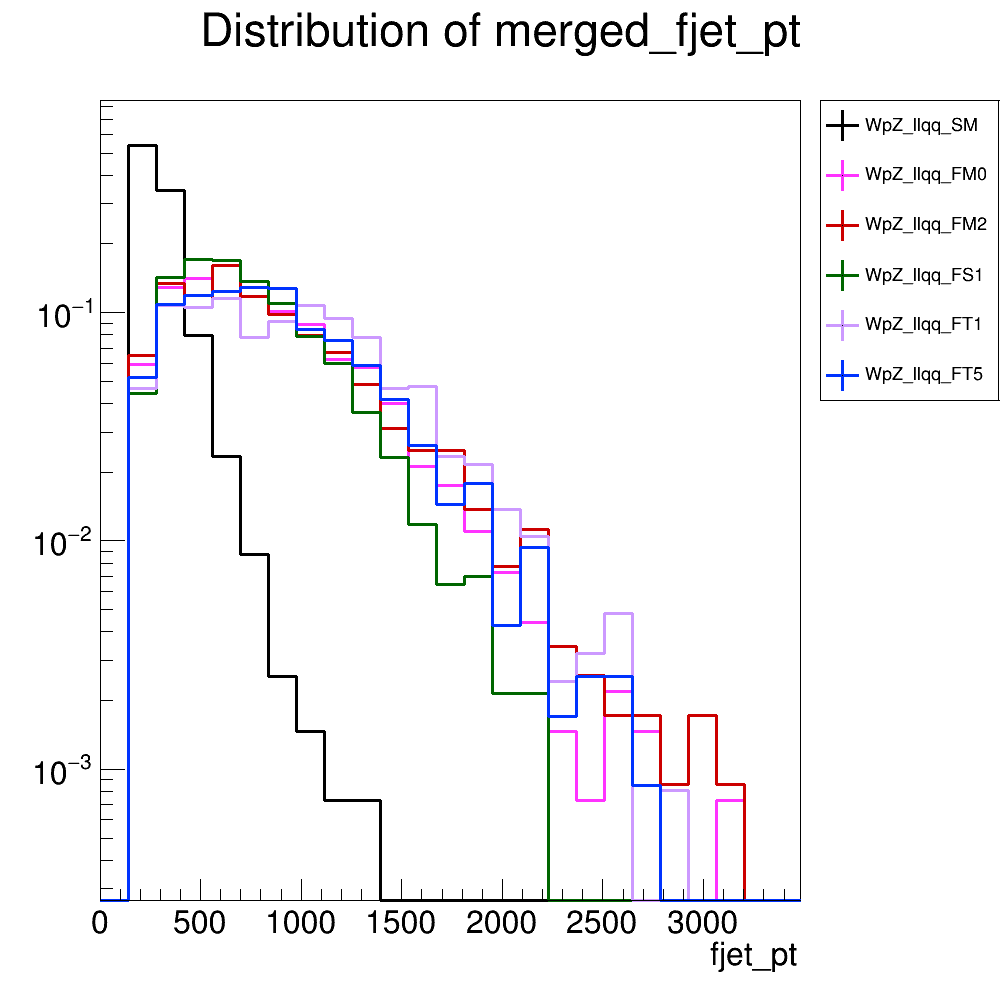 Distribution of merged_fjet_pt
WpZ_llqq_SM
WpZ_llqq_FM0
WpZ_llqq_FM2
WpZ_llqq_FS1
WpZ_llqq_FT1
WpZ_llqq_FT5
10−1
10−2
10−3
0 500 1000 1500 2000 2500 3000
fjet_pt